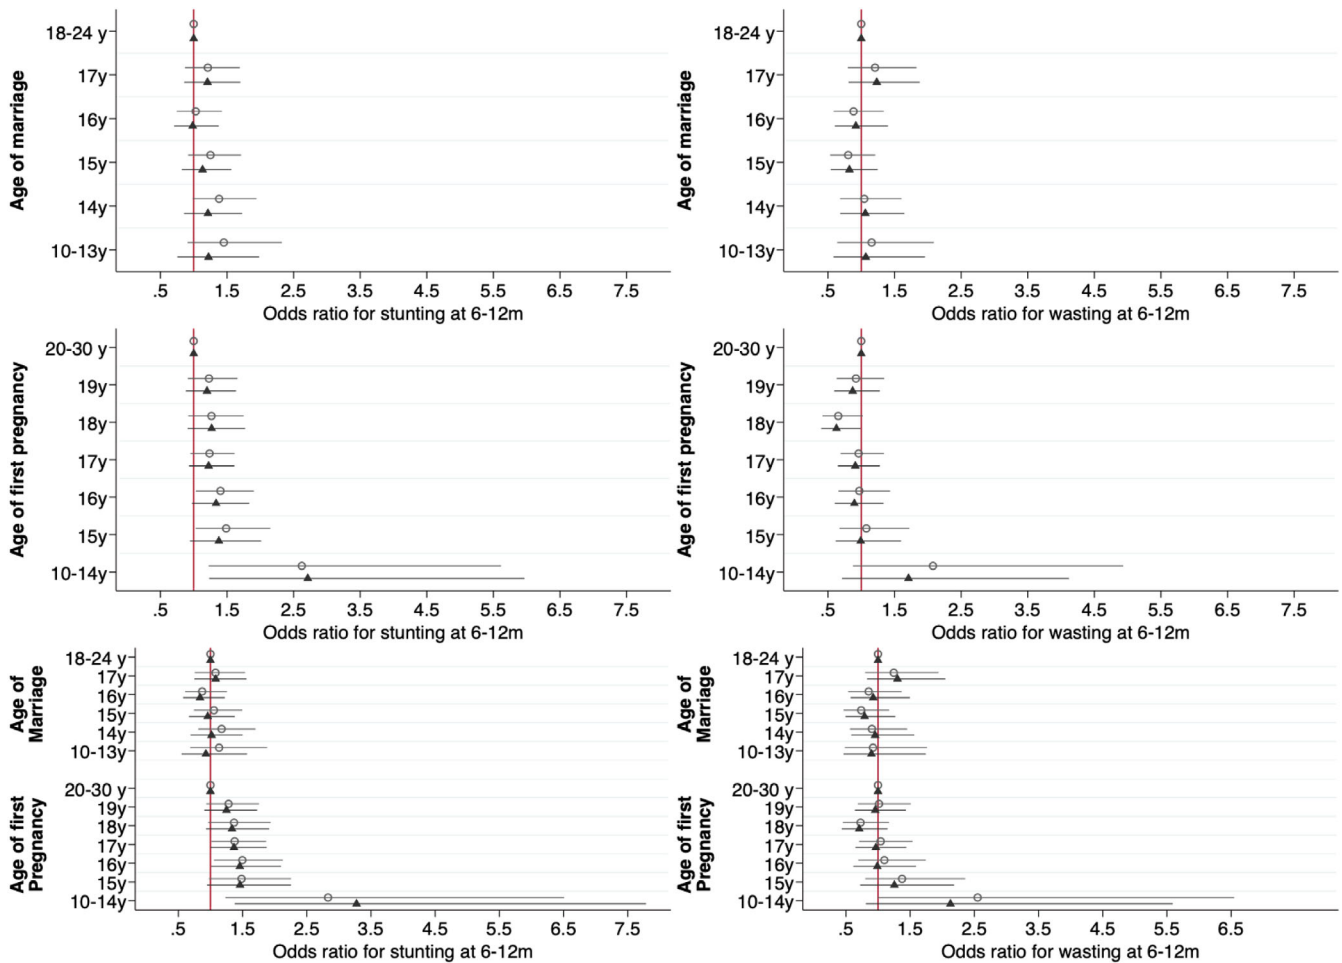 Age of marriage
18-24 y
17y
16y
15y
14y
10-13y
.5 1.5 2.5 3.5 4.5 5.5 6.5 7.5
Odds ratio for stunting at 6-12m
Age of marriage
18-24 y
17y
16y
15y
14y
10-13y
.5 1.5 2.5 3.5 4.5 5.5 6.5 7.5
Odds ratio for wasting at 6-12m
Age of first pregnancy
20-30 y
19y
18y
17y
16y
15y
10-14y
.5 1.5 2.5 3.5 4.5 5.5 6.5 7.5
Odds ratio for stunting at 6-12m
Age of first pregnancy
20-30 y
19y
18y
17y
16y
15y
10-14y
.5 1.5 2.5 3.5 4.5 5.5 6.5 7.5
Odds ratio for wasting at 6-12m
Age of
Marriage
18-24 y
17y
16y
15y
14y
10-13y
Age of first
Pregnancy
20-30 y
19y
18y
17y
16y
15y
10-14y
.5 1.5 2.5 3.5 4.5 5.5 6.5 7.5
Odds ratio for stunting at 6-12m
Age of
Marriage
18-24 y
17y
16y
15y
14y
10-13y
Age of first
Pregnancy
20-30 y
19y
18y
17y
16y
15y
10-14y
.5 1.5 2.5 3.5 4.5 5.5 6.5
Odds ratio for wasting at 6-12m